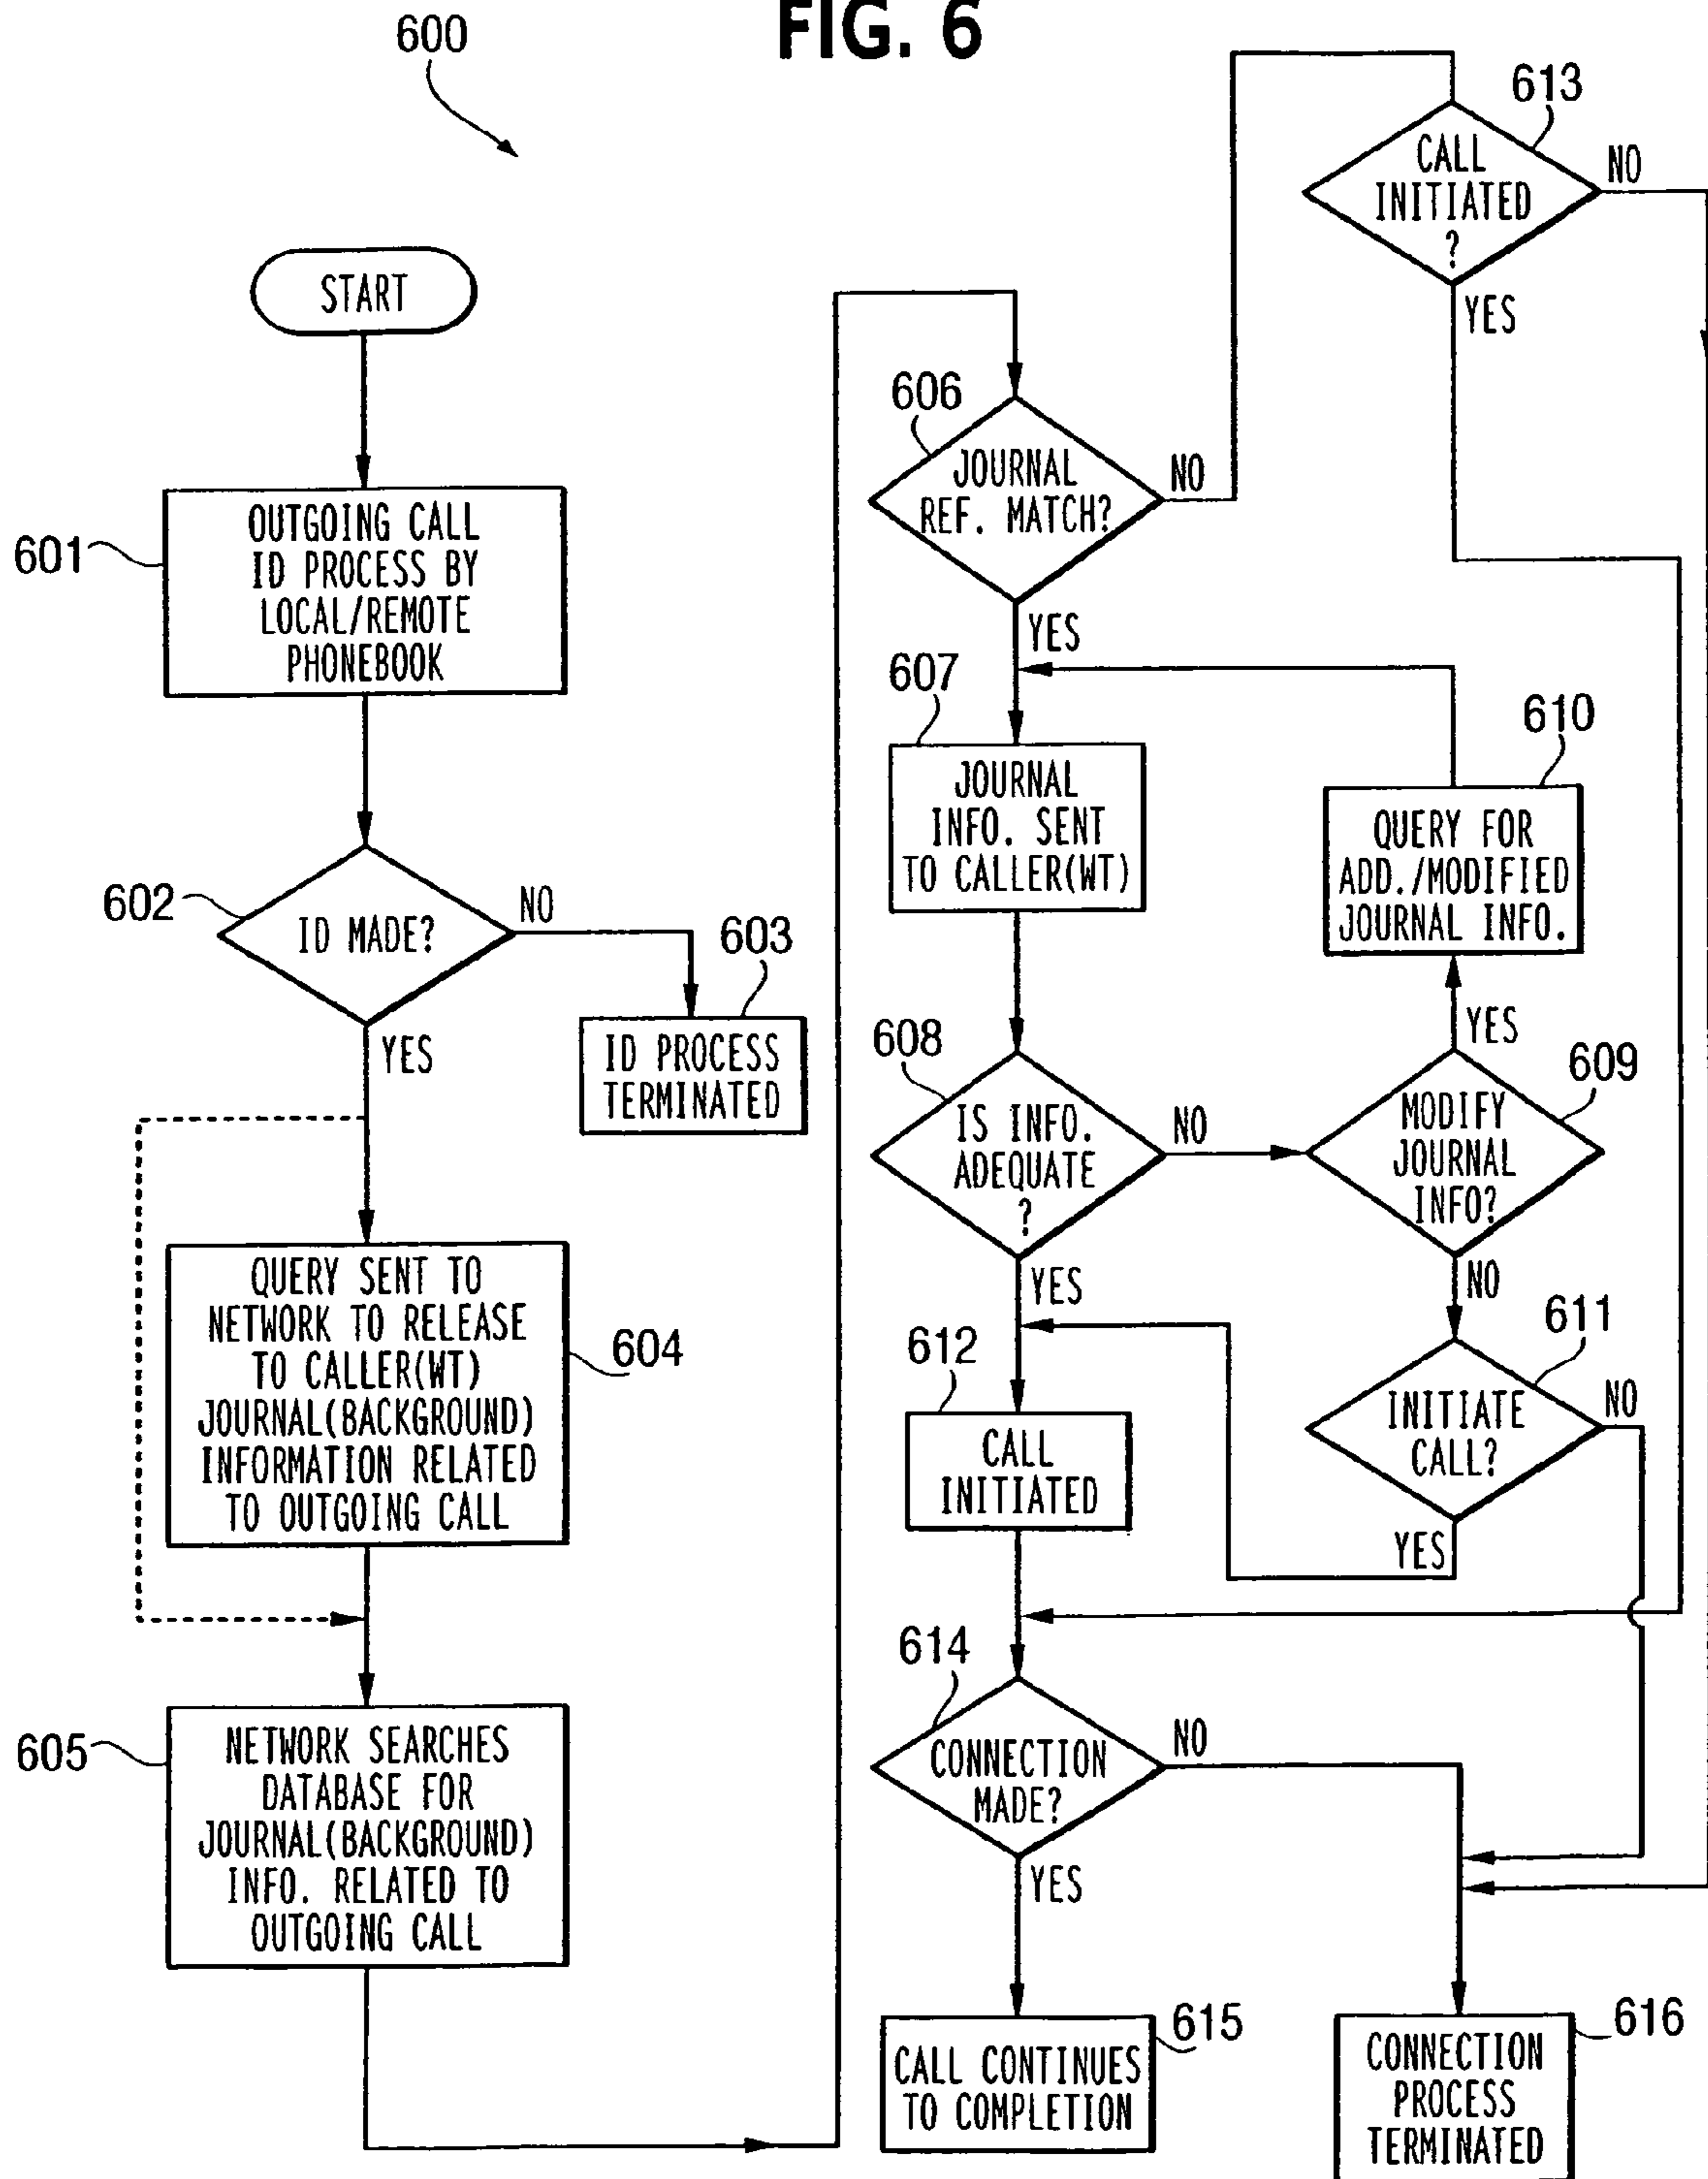 FIG. 6
600
START
601
OUTGOING CALL
ID PROCESS BY
LOCAL/REMOTE
PHONEBOOK
602
ID MADE?
NO
YES
603
ID PROCESS
TERMINATED
QUERY SENT TO
NETWORK TO RELEASE
TO CALLER(WT)
JOURNAL(BACKGROUND)
INFORMATION RELATED
TO OUTGOING CALL
604
605
NETWORK SEARCHES
DATABASE FOR
JOURNAL(BACKGROUND)
INFO. RELATED TO
OUTGOING CALL
606
JOURNAL
REF. MATCH?
NO
YES
613
CALL
INITIATED
?
NO
YES
607
JOURNAL
INFO. SENT
TO CALLER(WT)
610
QUERY FOR
ADD./MODIFIED
JOURNAL INFO.
608
IS INFO.
ADEQUATE
?
NO
YES
YES
609
MODIFY
JOURNAL
INFO?
NO
611
INITIATE
CALL?
NO
YES
612
CALL
INITIATED
614
CONNECTION
MADE?
NO
YES
615
CALL CONTINUES
TO COMPLETION
616
CONNECTION
PROCESS
TERMINATED